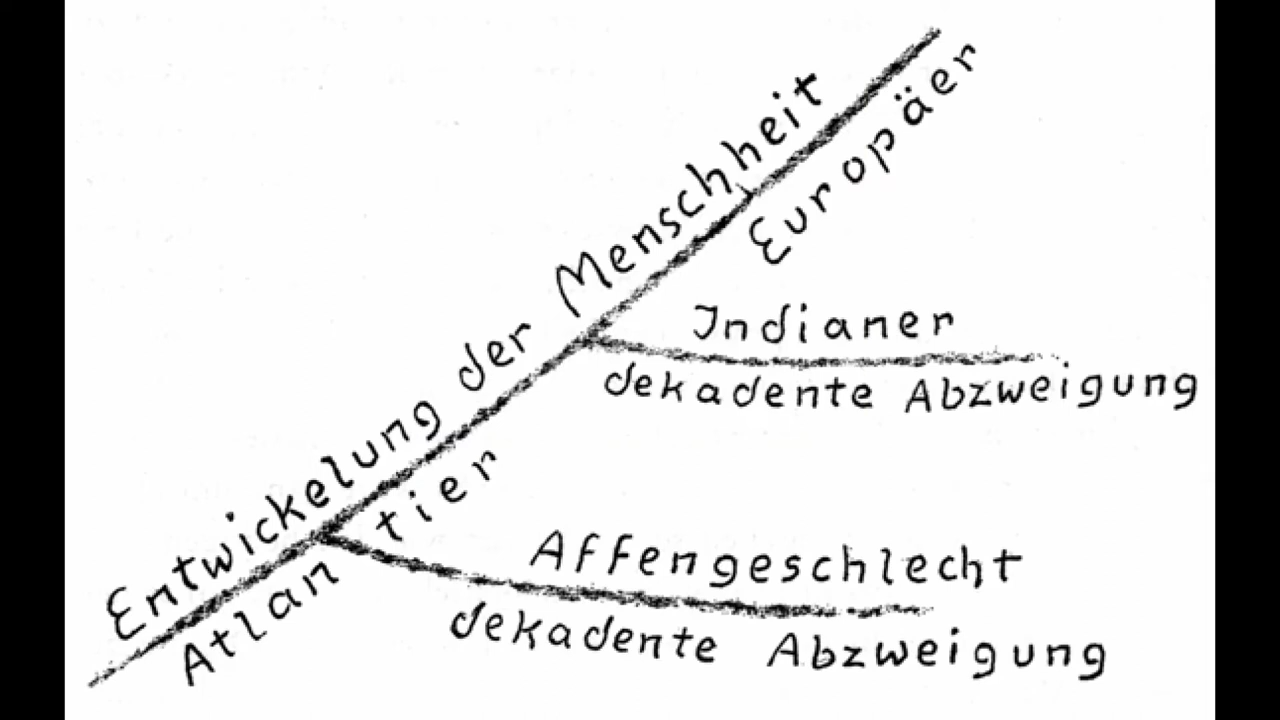 Entwickelung der Menschheit
Europäer
Indianer
dekadente Abzweigung
Atlantier
Affengeschlecht
dekadente Abzweigung